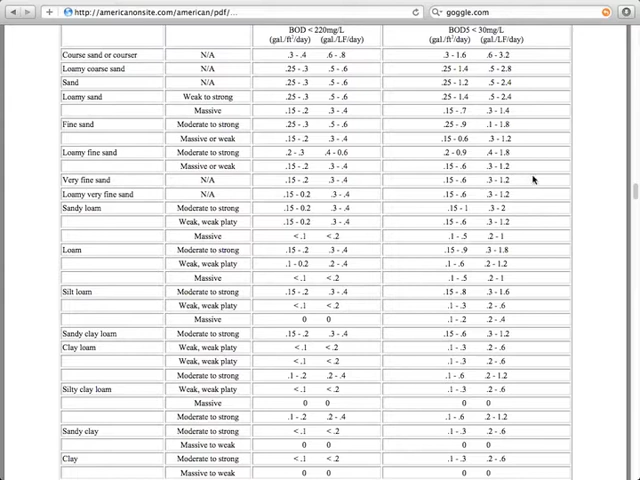 http://americanonsite.com/american/pdf/...
goggle.com
BOD < 220mg/L BOD5 < 30mg/L
(gal./ft²/day) (gal./LF/day) (gal./ft²/day) (gal./LF/day)
Course sand or courser N/A .3 - .4 .6 - .8 .3 - 1.6 .6 - 3.2
Loamy coarse sand N/A .25 - .3 .5 - .6 .25 - 1.4 .5 - 2.8
Sand N/A .25 - .3 .5 - .6 .25 - 1.2 .5 - 2.4
Loamy sand Weak to strong .25 - .3 .5 - .6 .25 - 1.4 .5 - 2.4
Massive .15 - .2 .3 - .4 .15 - .7 .3 - 1.4
Fine sand Moderate to strong .25 - .3 .5 - .6 .25 - .9 .1 - 1.8
Massive or weak .15 - .2 .3 - .4 .15 - 0.6 .3 - 1.2
Loamy fine sand Moderate to strong .2 - .3 .4 - 0.6 .2 - 0.9 .4 - 1.8
Massive or weak .15 - .2 .3 - .4 .15 - .6 .3 - 1.2
Very fine sand N/A .15 - .2 .3 - .4 .15 - .6 .3 - 1.2
Loamy very fine sand N/A .15 - 0.2 .3 - .4 .15 - .6 .3 - 1.2
Sandy loam Moderate to strong .15 - 0.2 .3 - .4 .15 - 1 .3 - 2
Weak, weak platy .15 - 0.2 .3 - .4 .15 - .6 .3 - 1.2
Massive < .1 < .2 .1 - .5 .2 - 1
Loam Moderate to strong .15 - .2 .3 - .4 .15 - .9 .3 - 1.8
Weak, weak platy .1 - 0.2 .2 - .4 .1 - .6 .2 - 1.2
Massive < .1 < .2 .1 - .5 .2 - 1
Silt loam Moderate to strong .15 - .2 .3 - .4 .15 - .8 .3 - 1.6
Weak, weak platy < .1 < .2 .1 - .3 .2 - .6
Massive 0 0 .1 - .2 .2 - .4
Sandy clay loam Moderate to strong .15 - .2 .3 - .4 .15 - .6 .3 - 1.2
Clay loam Weak, weak platy < .1 < .2 .1 - .3 .2 - .6
Weak, weak platy < .1 < .2 .1 - .3 .2 - .6
Moderate to strong .1 - .2 .2 - .4 .1 - .6 .2 - 1.2
Silty clay loam Weak, weak platy < .1 < .2 .1 - .3 .2 - .6
Massive 0 0 0 0
Moderate to strong .1 - .2 .2 - .4 .1 - .6 .2 - 1.2
Sandy clay Moderate to strong < .1 < .2 .1 - .3 .2 - .6
Massive to weak 0 0 0 0
Clay Moderate to strong < .1 < .2 .1 - .3 .2 - .6
Massive to weak 0 0 0 0